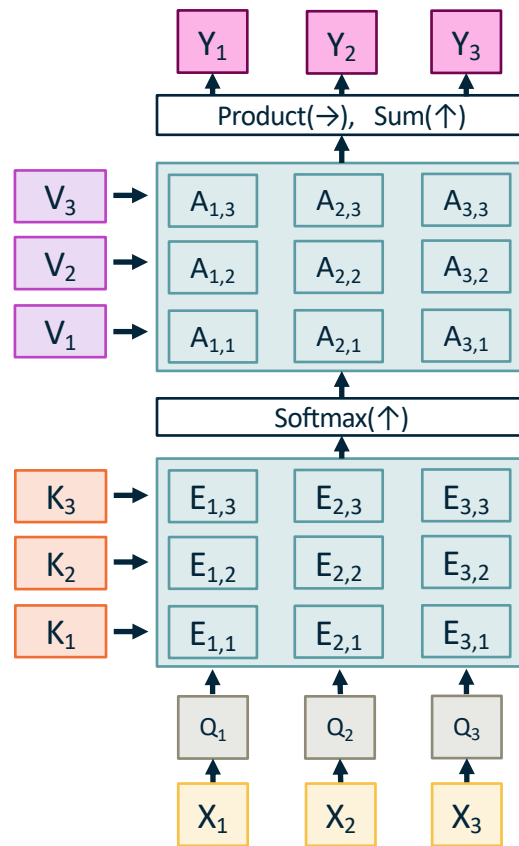 Y₁ Y₂ Y₃
Product(→), Sum(↑)
V₃ A₁,₃ A₂,₃ A₃,₃
V₂ A₁,₂ A₂,₂ A₃,₂
V₁ A₁,₁ A₂,₁ A₃,₁
Softmax(↑)
K₃ E₁,₃ E₂,₃ E₃,₃
K₂ E₁,₂ E₂,₂ E₃,₂
K₁ E₁,₁ E₂,₁ E₃,₁
Q₁ Q₂ Q₃
X₁ X₂ X₃